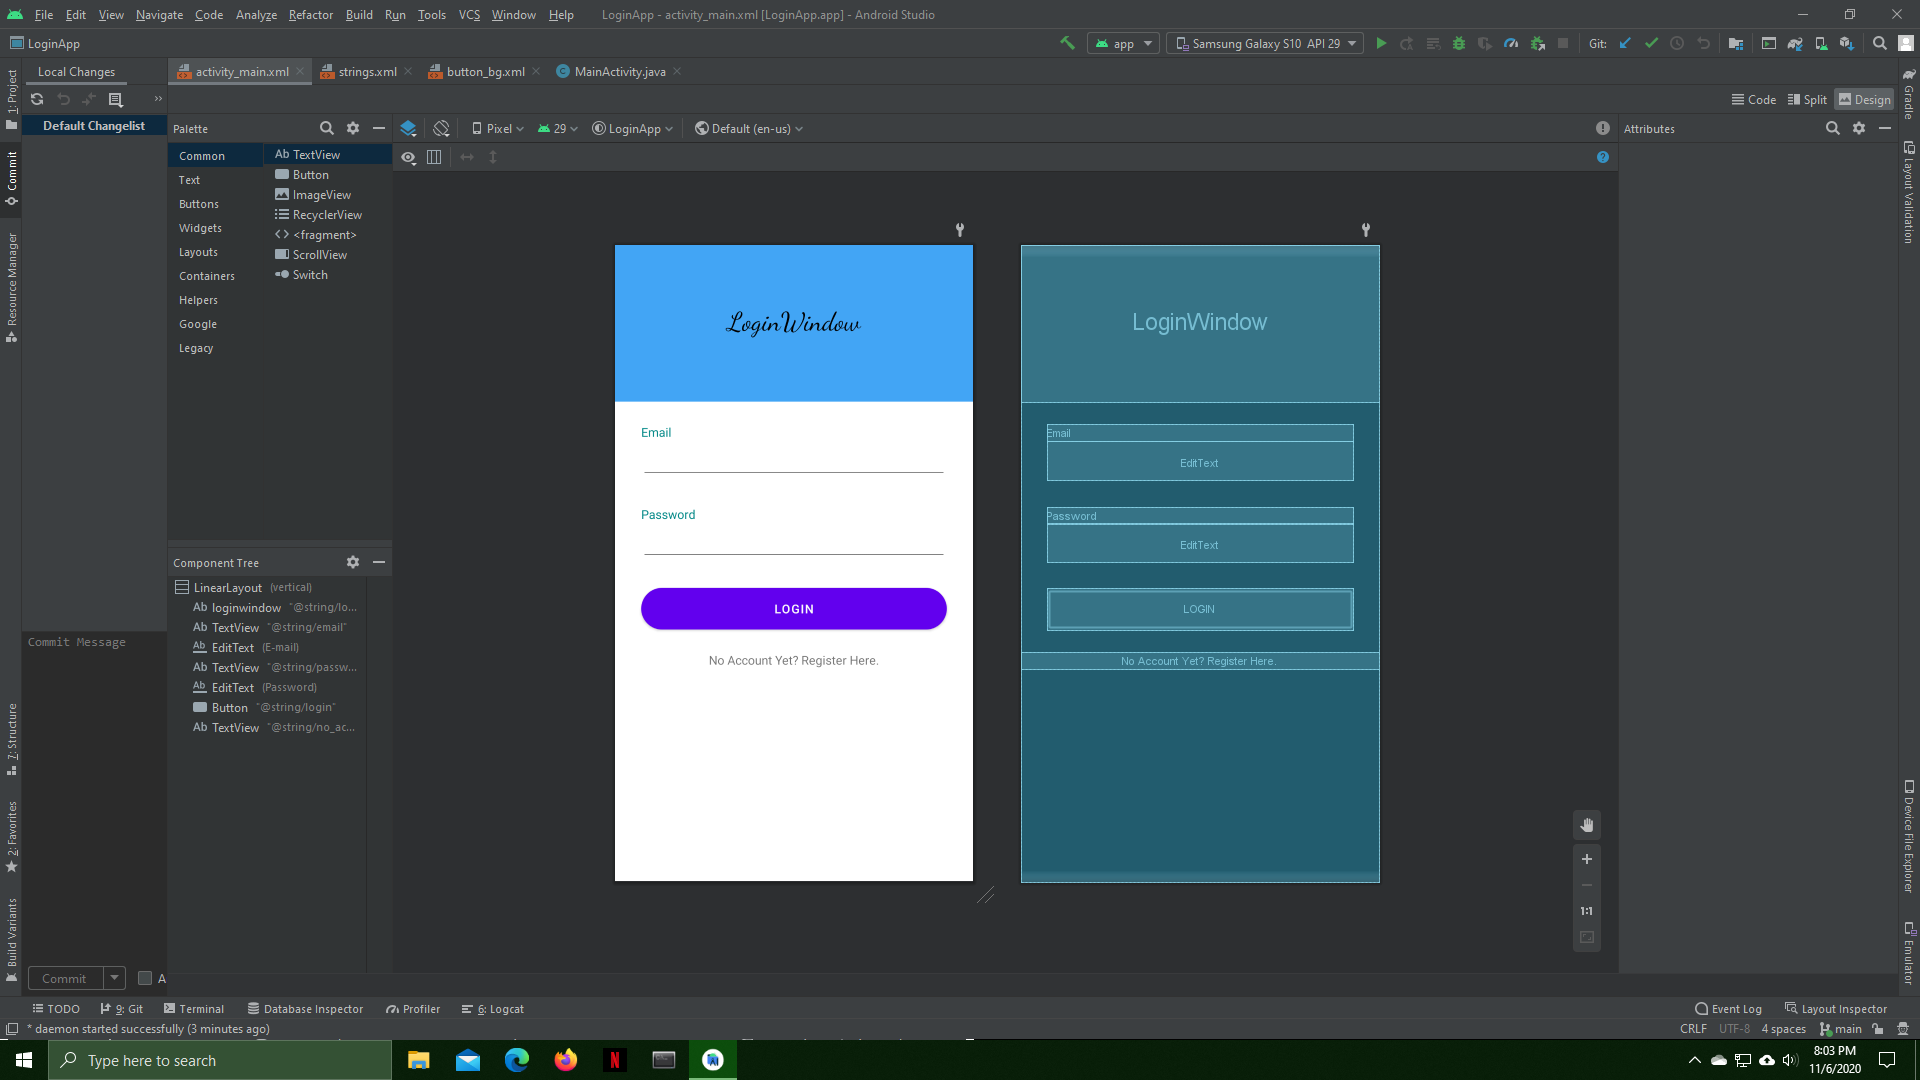 File Edit View Navigate Code Analyze Refactor Build Run Tools VCS Window Help LoginApp - activity_main.xml [LoginApp.app] - Android Studio
LoginApp app Samsung Galaxy S10 API 29 Git:
Local Changes activity_main.xml strings.xml button_bg.xml MainActivity.java
Code Split Design
Default Changelist Palette Pixel 29 LoginApp Default (en-us) Attributes
Common
Text
Buttons
Widgets
Layouts
Containers
Helpers
Google
Legacy
Ab TextView
Button
ImageView
RecyclerView
<fragment>
ScrollView
Switch
LoginWindow
Email
Password
LOGIN
No Account Yet? Register Here.
LoginWindow
Email
EditText
Password
EditText
LOGIN
No Account Yet? Register Here.
Component Tree
LinearLayout (vertical)
Ab loginwindow "@string/lo...
Ab TextView "@string/email"
Ab EditText (E-mail)
Ab TextView "@string/passw...
Ab EditText (Password)
Button "@string/login"
Ab TextView "@string/no_ac...
Commit Message
Commit A
1: Project
Commit
Resource Manager
7: Structure
2: Favorites
Build Variants
Gradle
Layout Validation
Device File Explorer
Emulator
1:1
TODO 9: Git Terminal Database Inspector Profiler 6: Logcat Event Log Layout Inspector
* daemon started successfully (3 minutes ago) CRLF UTF-8 4 spaces main
Type here to search
8:03 PM
11/6/2020